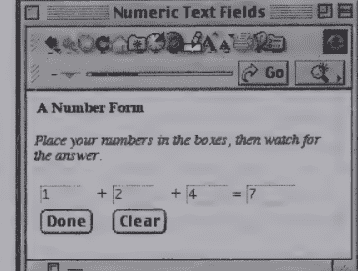 Numeric Text Fields
Go
A Number Form
Place your numbers in the boxes, then watch for
the answer.
1 + 2 + 4 = 7
Done Clear